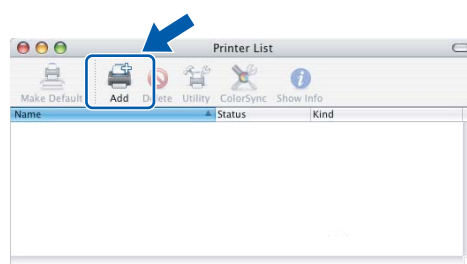 Printer List
Make Default Add Delete Utility ColorSync Show Info
Name Status Kind